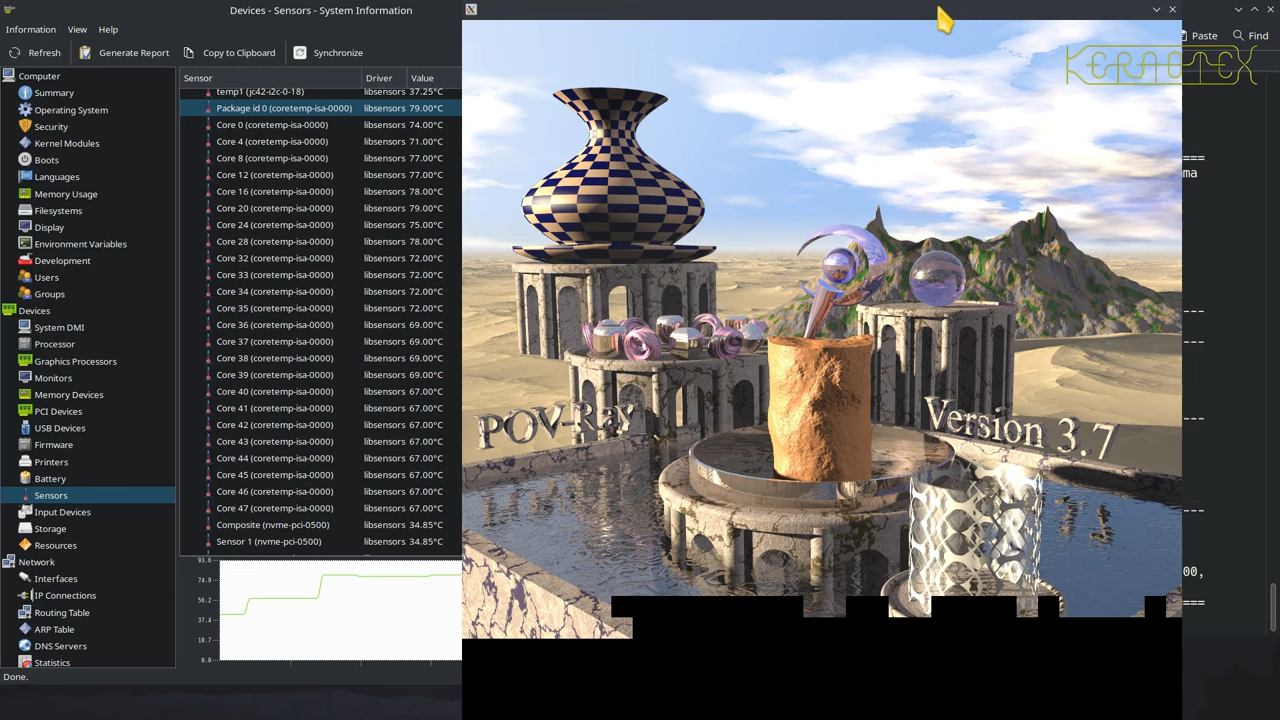 Devices - Sensors - System Information
Information View Help
Refresh Generate Report Copy to Clipboard Synchronize
Paste Find
KERAOTEX
Computer
Summary
Operating System
Security
Kernel Modules
Boots
Languages
Memory Usage
Filesystems
Display
Environment Variables
Development
Users
Groups
Devices
System DMI
Processor
Graphics Processors
Monitors
Memory Devices
PCI Devices
USB Devices
Firmware
Printers
Battery
Sensors
Input Devices
Storage
Resources
Network
Interfaces
IP Connections
Routing Table
ARP Table
DNS Servers
Statistics
Done.
Sensor Driver Value
temp1 (jc42-i2c-0-18) libsensors 37.25°C
Package id 0 (coretemp-isa-0000) libsensors 79.00°C
Core 0 (coretemp-isa-0000) libsensors 74.00°C
Core 4 (coretemp-isa-0000) libsensors 71.00°C
Core 8 (coretemp-isa-0000) libsensors 77.00°C
Core 12 (coretemp-isa-0000) libsensors 77.00°C
Core 16 (coretemp-isa-0000) libsensors 78.00°C
Core 20 (coretemp-isa-0000) libsensors 79.00°C
Core 24 (coretemp-isa-0000) libsensors 75.00°C
Core 28 (coretemp-isa-0000) libsensors 78.00°C
Core 32 (coretemp-isa-0000) libsensors 72.00°C
Core 33 (coretemp-isa-0000) libsensors 72.00°C
Core 34 (coretemp-isa-0000) libsensors 72.00°C
Core 35 (coretemp-isa-0000) libsensors 72.00°C
Core 36 (coretemp-isa-0000) libsensors 69.00°C
Core 37 (coretemp-isa-0000) libsensors 69.00°C
Core 38 (coretemp-isa-0000) libsensors 69.00°C
Core 39 (coretemp-isa-0000) libsensors 69.00°C
Core 40 (coretemp-isa-0000) libsensors 67.00°C
Core 41 (coretemp-isa-0000) libsensors 67.00°C
Core 42 (coretemp-isa-0000) libsensors 67.00°C
Core 43 (coretemp-isa-0000) libsensors 67.00°C
Core 44 (coretemp-isa-0000) libsensors 67.00°C
Core 45 (coretemp-isa-0000) libsensors 67.00°C
Core 46 (coretemp-isa-0000) libsensors 67.00°C
Core 47 (coretemp-isa-0000) libsensors 67.00°C
Composite (nvme-pci-0500) libsensors 34.85°C
Sensor 1 (nvme-pci-0500) libsensors 34.85°C
93.6
74.9
56.2
37.4
18.7
0.0
POV-Ray
Version 3.7
===
ma
---
---
---
---
00,
===